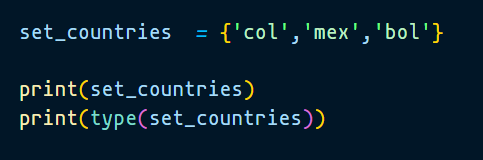 set_countries  = {'col','mex','bol'}
print(set_countries)
print(type(set_countries))